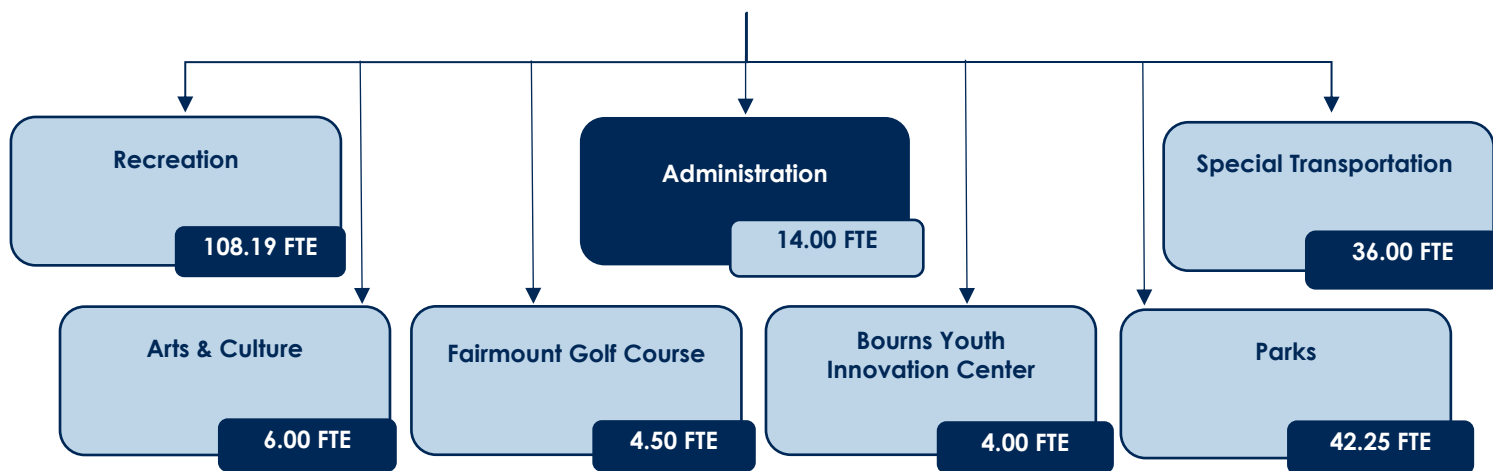 Recreation
108.19 FTE
Administration
14.00 FTE
Special Transportation
36.00 FTE
Arts & Culture
6.00 FTE
Fairmount Golf Course
4.50 FTE
Bourns Youth
Innovation Center
4.00 FTE
Parks
42.25 FTE